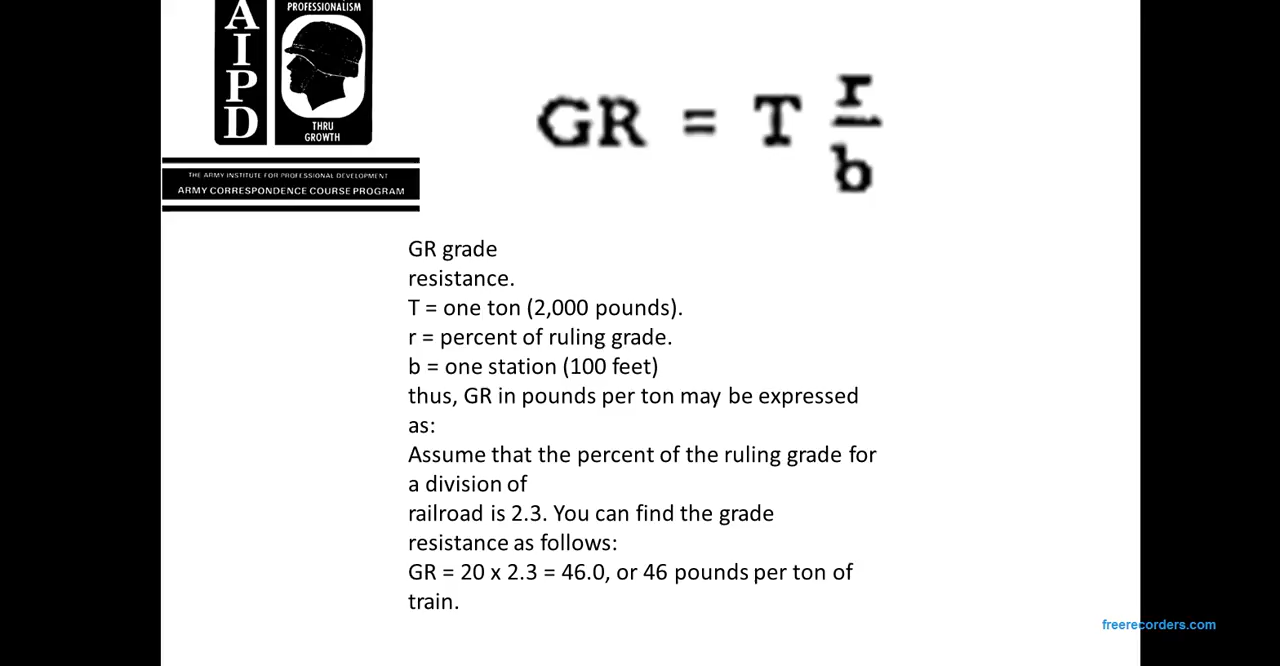 A
I
P
D
PROFESSIONALISM
THRU
GROWTH
THE ARMY INSTITUTE FOR PROFESSIONAL DEVELOPMENT
ARMY CORRESPONDENCE COURSE PROGRAM
GR = T r/b
GR grade
resistance.
T = one ton (2,000 pounds).
r = percent of ruling grade.
b = one station (100 feet)
thus, GR in pounds per ton may be expressed
as:
Assume that the percent of the ruling grade for
a division of
railroad is 2.3. You can find the grade
resistance as follows:
GR = 20 x 2.3 = 46.0, or 46 pounds per ton of
train.
freerecorders.com